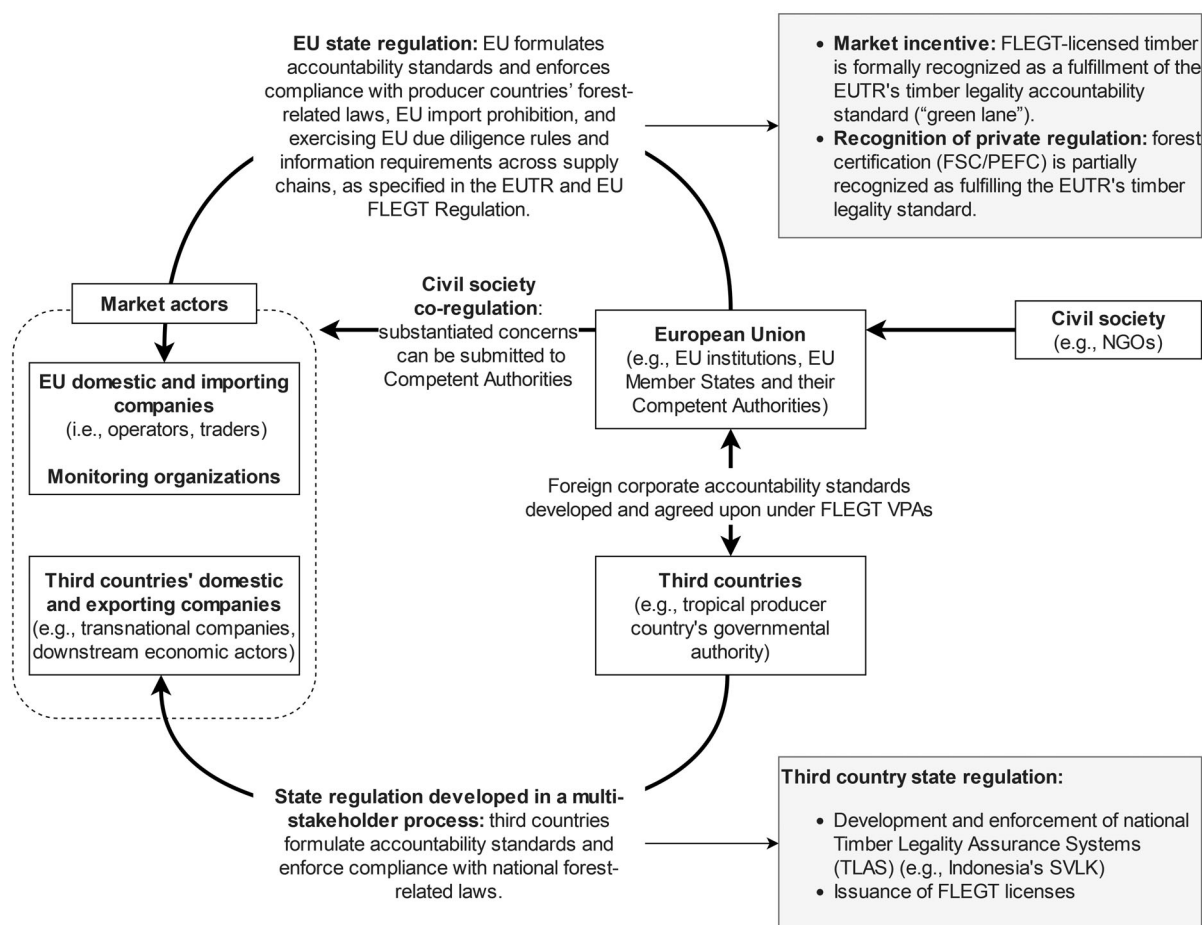 EU state regulation: EU formulates
accountability standards and enforces
compliance with producer countries’ forest-
related laws, EU import prohibition, and
exercising EU due diligence rules and
information requirements across supply
chains, as specified in the EUTR and EU
FLEGT Regulation.
• Market incentive: FLEGT-licensed timber
is formally recognized as a fulfillment of the
EUTR's timber legality accountability
standard (“green lane”).
• Recognition of private regulation: forest
certification (FSC/PEFC) is partially
recognized as fulfilling the EUTR's timber
legality standard.
Market actors
EU domestic and importing
companies
(i.e., operators, traders)
Monitoring organizations
Third countries' domestic
and exporting companies
(e.g., transnational companies,
downstream economic actors)
Civil society
co-regulation:
substantiated concerns
can be submitted to
Competent Authorities
European Union
(e.g., EU institutions, EU
Member States and their
Competent Authorities)
Civil society
(e.g., NGOs)
Foreign corporate accountability standards
developed and agreed upon under FLEGT VPAs
Third countries
(e.g., tropical producer
country's governmental
authority)
State regulation developed in a multi-
stakeholder process: third countries
formulate accountability standards and
enforce compliance with national forest-
related laws.
Third country state regulation:
• Development and enforcement of national
Timber Legality Assurance Systems
(TLAS) (e.g., Indonesia's SVLK)
• Issuance of FLEGT licenses